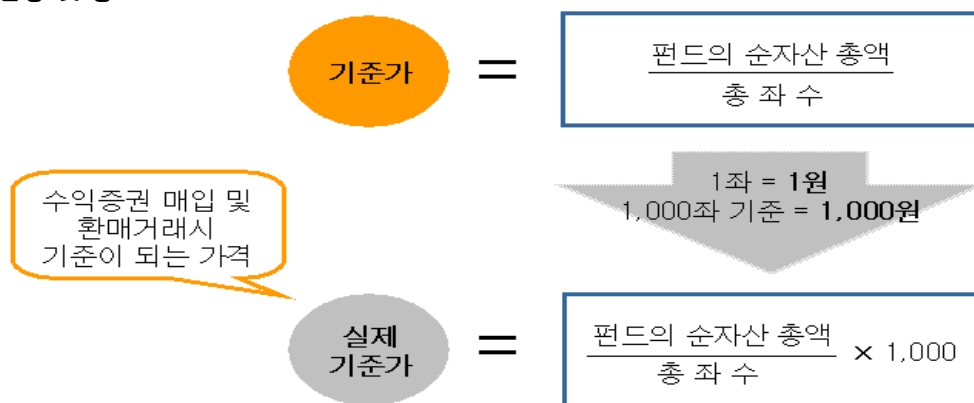 기준가 = 펀드의 순자산 총액
총 좌 수
1좌 = 1원
1,000좌 기준 = 1,000원
수익증권 매입 및
환매거래시
기준이 되는 가격
실제
기준가 = 펀드의 순자산 총액
총 좌 수
× 1,000